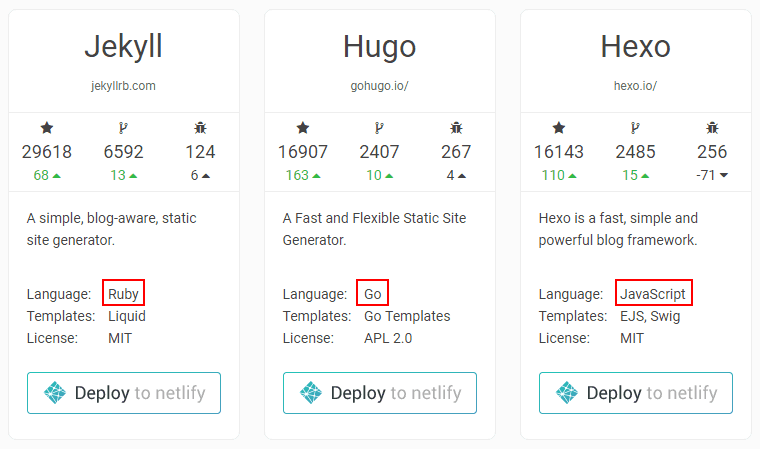 Jekyll
jekyllrb.com
29618 6592 124
68 13 6
A simple, blog-aware, static
site generator.
Language: Ruby
Templates: Liquid
License: MIT
Deploy to netlify
Hugo
gohugo.io/
16907 2407 267
163 10 4
A Fast and Flexible Static Site
Generator.
Language: Go
Templates: Go Templates
License: APL 2.0
Deploy to netlify
Hexo
hexo.io/
16143 2485 256
110 15 -71
Hexo is a fast, simple and
powerful blog framework.
Language: JavaScript
Templates: EJS, Swig
License: MIT
Deploy to netlify